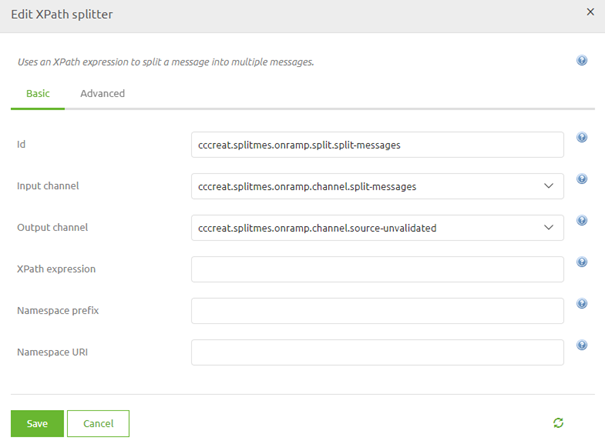 Edit XPath splitter
×
Uses an XPath expression to split a message into multiple messages.
Basic Advanced
Id cccreat.splitmes.onramp.split.split-messages
Input channel cccreat.splitmes.onramp.channel.split-messages
Output channel cccreat.splitmes.onramp.channel.source-unvalidated
XPath expression
Namespace prefix
Namespace URI
Save Cancel